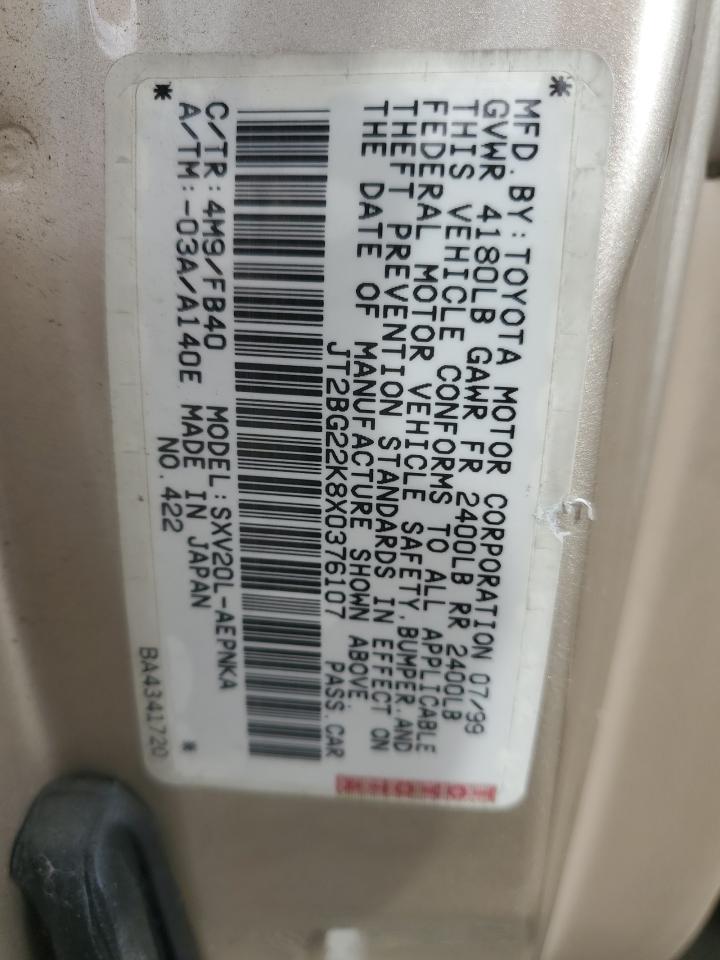 MFD. BY: TOYOTA MOTOR CORPORATION 07/99
GVWR 4180LB GAWR FR 2400LB RR 2400LB
THIS VEHICLE CONFORMS TO ALL APPLICABLE
FEDERAL MOTOR VEHICLE SAFETY, BUMPER, AND
THEFT PREVENTION STANDARDS IN EFFECT ON
THE DATE OF MANUFACTURE SHOWN ABOVE.
JT2BG22K8X0376107 PASS. CAR
C/TR: 4M9/FB40 MODEL: SXV20L-AEPNKA
A/TM: -03A/A140E MADE IN JAPAN
NO. 422
BA4341720